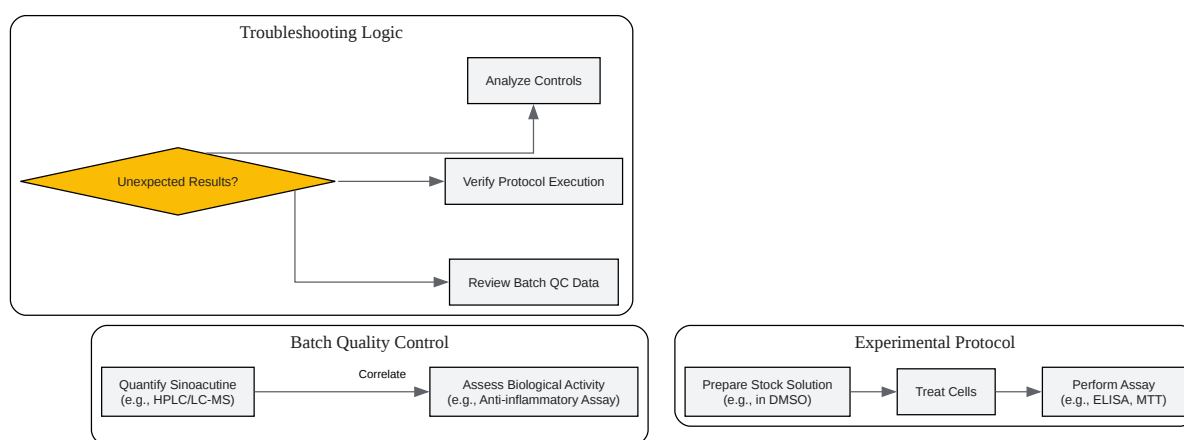 Troubleshooting Logic
Analyze Controls
Unexpected Results?
Verify Protocol Execution
Review Batch QC Data
Batch Quality Control
Quantify Sinoacutine
(e.g., HPLC/LC-MS)
Correlate
Assess Biological Activity
(e.g., Anti-inflammatory Assay)
Experimental Protocol
Prepare Stock Solution
(e.g., in DMSO)
Treat Cells
Perform Assay
(e.g., ELISA, MTT)